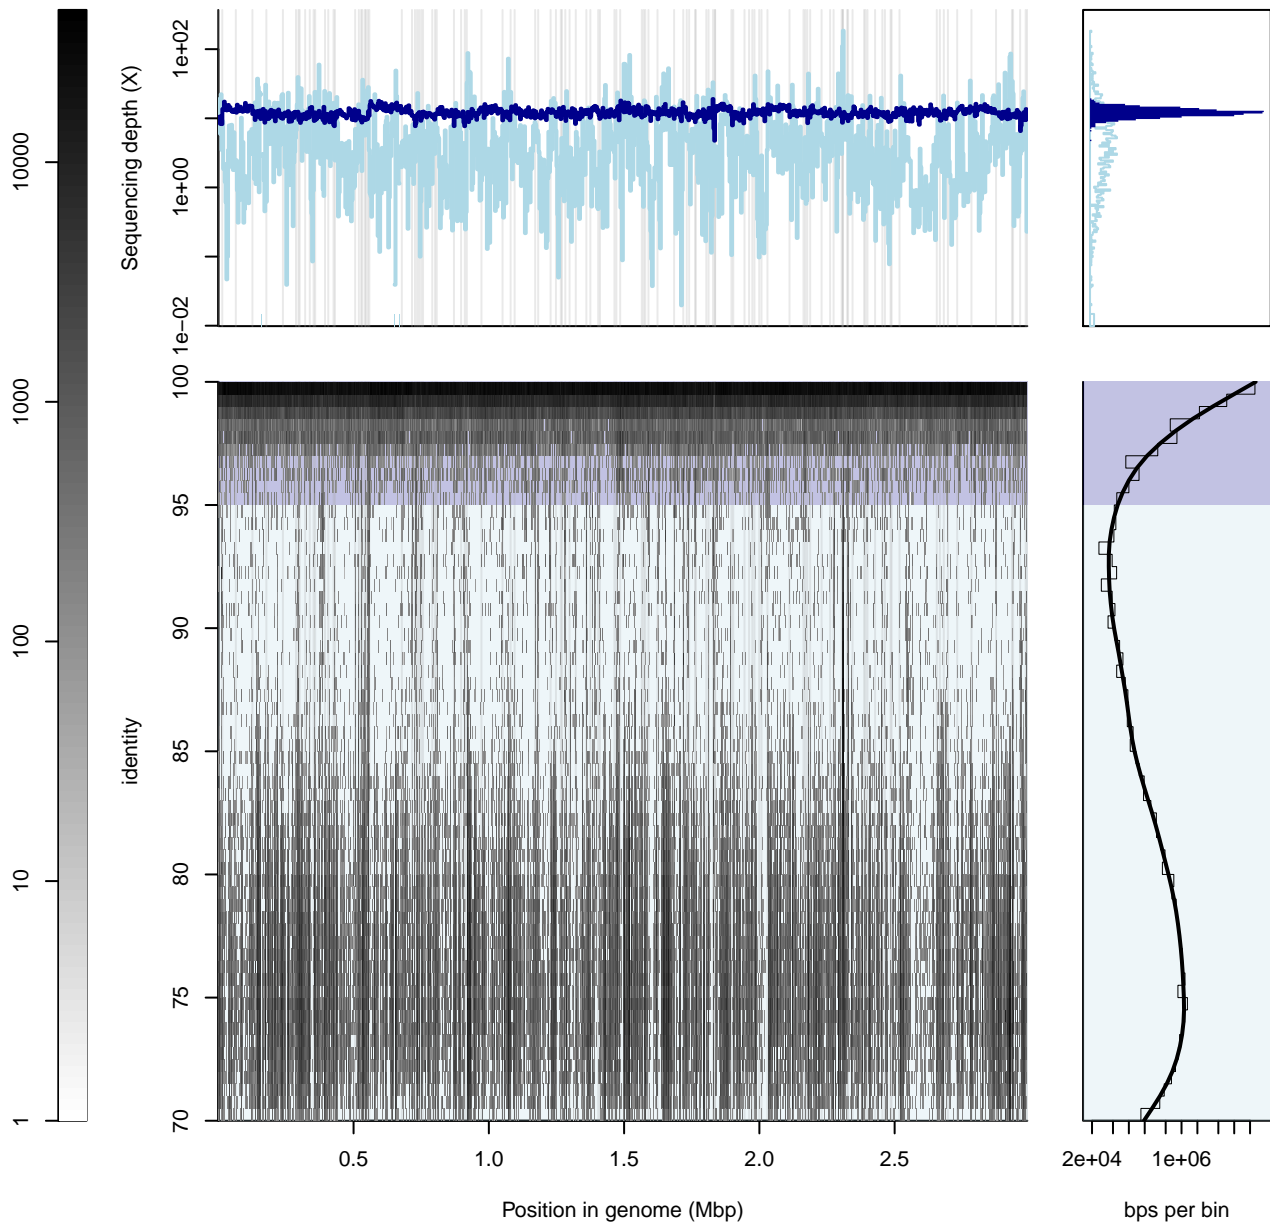 10000
1000
100
10
1
Sequencing depth (X)
1e+02
1e+00
1e-02
identity
100
95
90
85
80
75
70
0.5
1.0
1.5
2.0
2.5
Position in genome (Mbp)
2e+04
1e+06
bps per bin